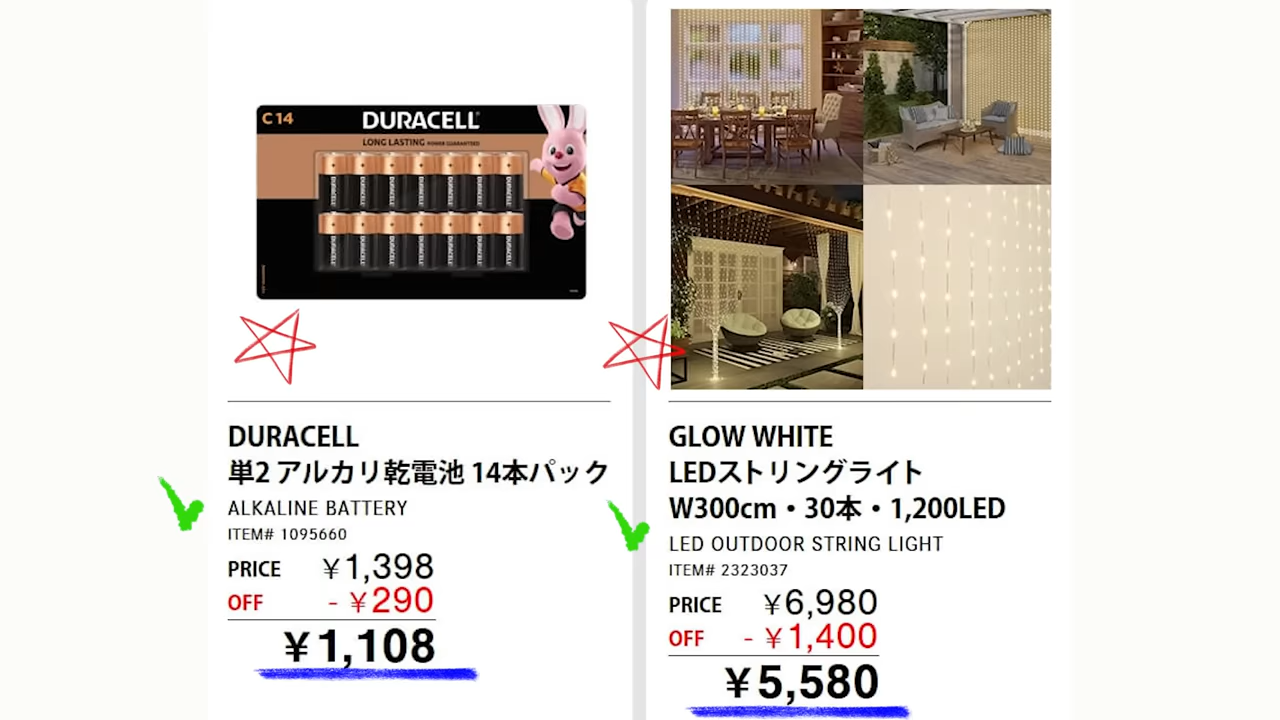 C 14
DURACELL
LONG LASTING POWER GUARANTEED
DURACELL
単2 アルカリ乾電池 14本パック
ALKALINE BATTERY
ITEM# 1095660
PRICE ¥1,398
OFF - ¥290
¥1,108
GLOW WHITE
LEDストリングライト
W300cm・30本・1,200LED
LED OUTDOOR STRING LIGHT
ITEM# 2323037
PRICE ¥6,980
OFF - ¥1,400
¥5,580